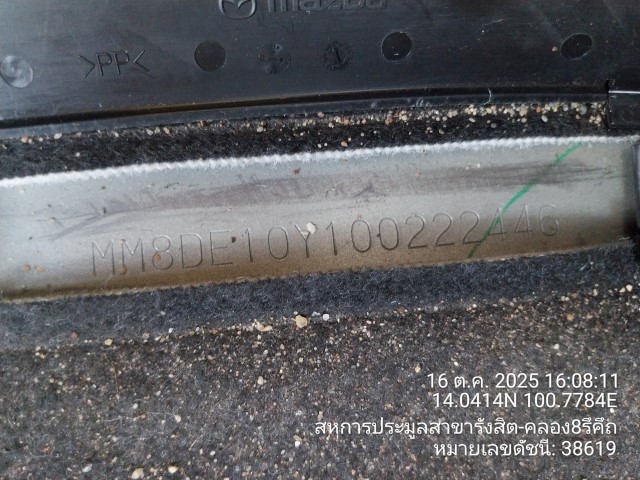 mazda
>PP<
MM8DE10Y100222446
16 ต.ค. 2025 16:08:11
14.0414N 100.7784E
สหการประมูลสาขารังสิต-คลอง8รีคีถ
หมายเลขดัชนี: 38619